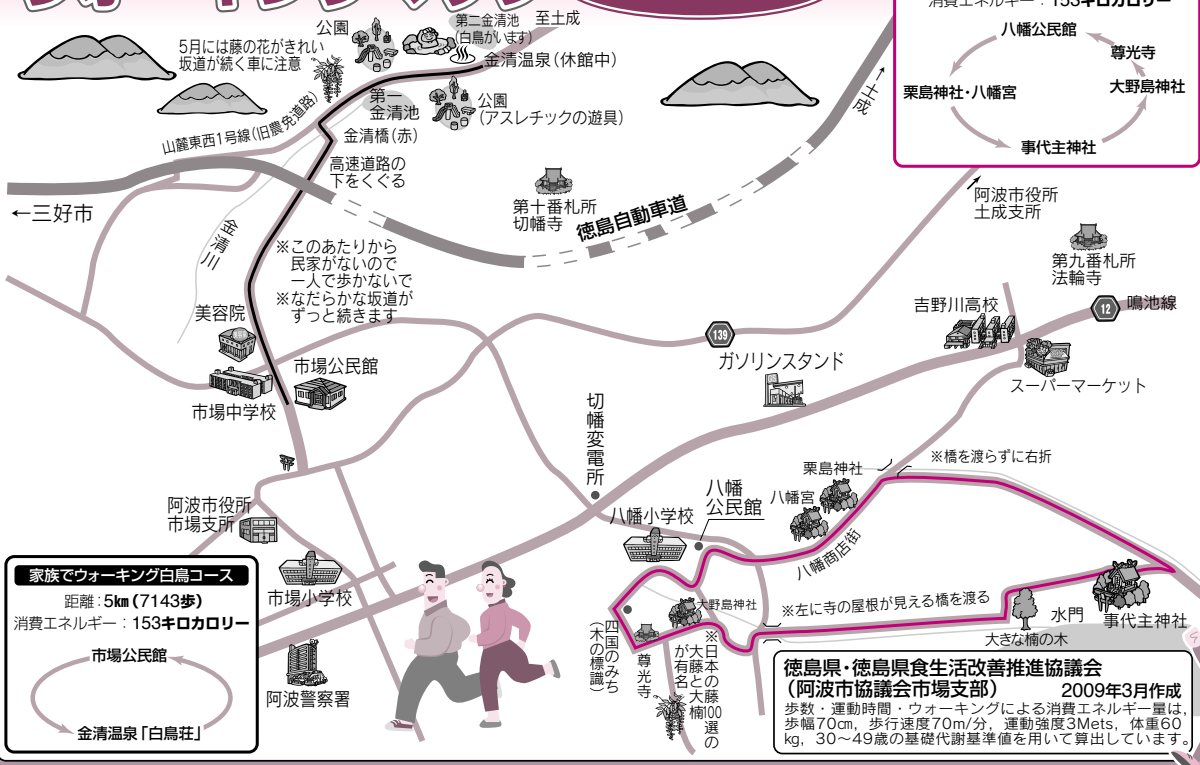 ウォーキングマップ
消費エネルギー：153キロカロリー
八幡公民館
尊光寺
大野島神社
栗島神社・八幡宮
事代主神社
5月には藤の花がきれい
坂道が続く車に注意
公園
第二金清池
(白鳥がいます)
至土成
金清温泉(休館中)
第一
金清池
公園
(アスレチックの遊具)
金清橋(赤)
山麓東西1号線(旧農免道路)
高速道路の
下をくぐる
←三好市
金清川
第十番札所
切幡寺
徳島自動車道
→土成
阿波市役所
土成支所
第九番札所
法輪寺
※このあたりから
民家がないので
一人で歩かないで
※なだらかな坂道が
ずっと続きます
美容院
市場公民館
市場中学校
139
ガソリンスタンド
吉野川高校
12
鳴池線
スーパーマーケット
切幡変電所
※橋を渡らずに右折
栗島神社
八幡宮
八幡
公民館
八幡小学校
八幡商店街
阿波市役所
市場支所
市場小学校
阿波警察署
大野島神社
※左に寺の屋根が見える橋を渡る
水門
大きな楠の木
事代主神社
四国のみち
(木の標識)
尊光寺
※日本の藤100選の
大藤と大楠
が有名
家族でウォーキング白鳥コース
距離：5km(7143歩)
消費エネルギー：153キロカロリー
市場公民館
金清温泉「白鳥荘」
徳島県・徳島県食生活改善推進協議会
(阿波市協議会市場支部) 2009年3月作成
歩数・運動時間・ウォーキングによる消費エネルギー量は，
歩幅70cm，歩行速度70m/分，運動強度3Mets，体重60
kg，30～49歳の基礎代謝基準値を用いて算出しています。